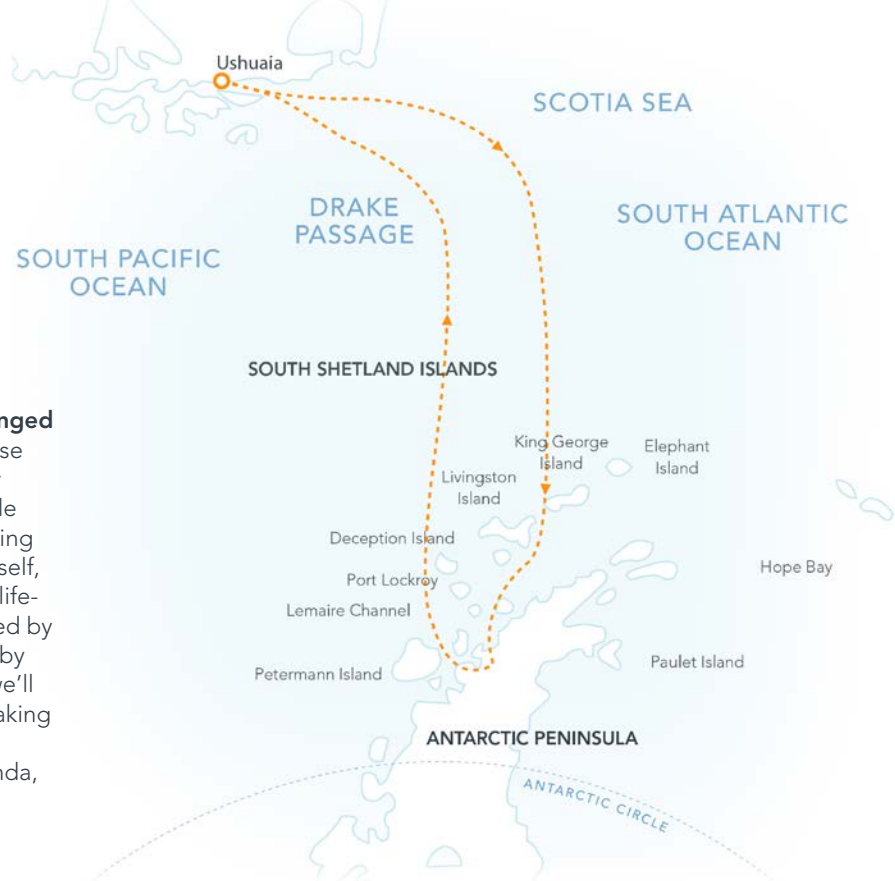 Ushuaia
SCOTIA SEA
DRAKE
PASSAGE
SOUTH ATLANTIC
OCEAN
SOUTH PACIFIC
OCEAN
SOUTH SHETLAND ISLANDS
King George
Island
Elephant
Island
Livingston
Island
Deception Island
Port Lockroy
Lemaire Channel
Petermann Island
Hope Bay
Paulet Island
ANTARCTIC PENINSULA
ANTARCTIC CIRCLE
nged
se
le
ing
self,
life-
ed by
by
we'll
aking
nda,